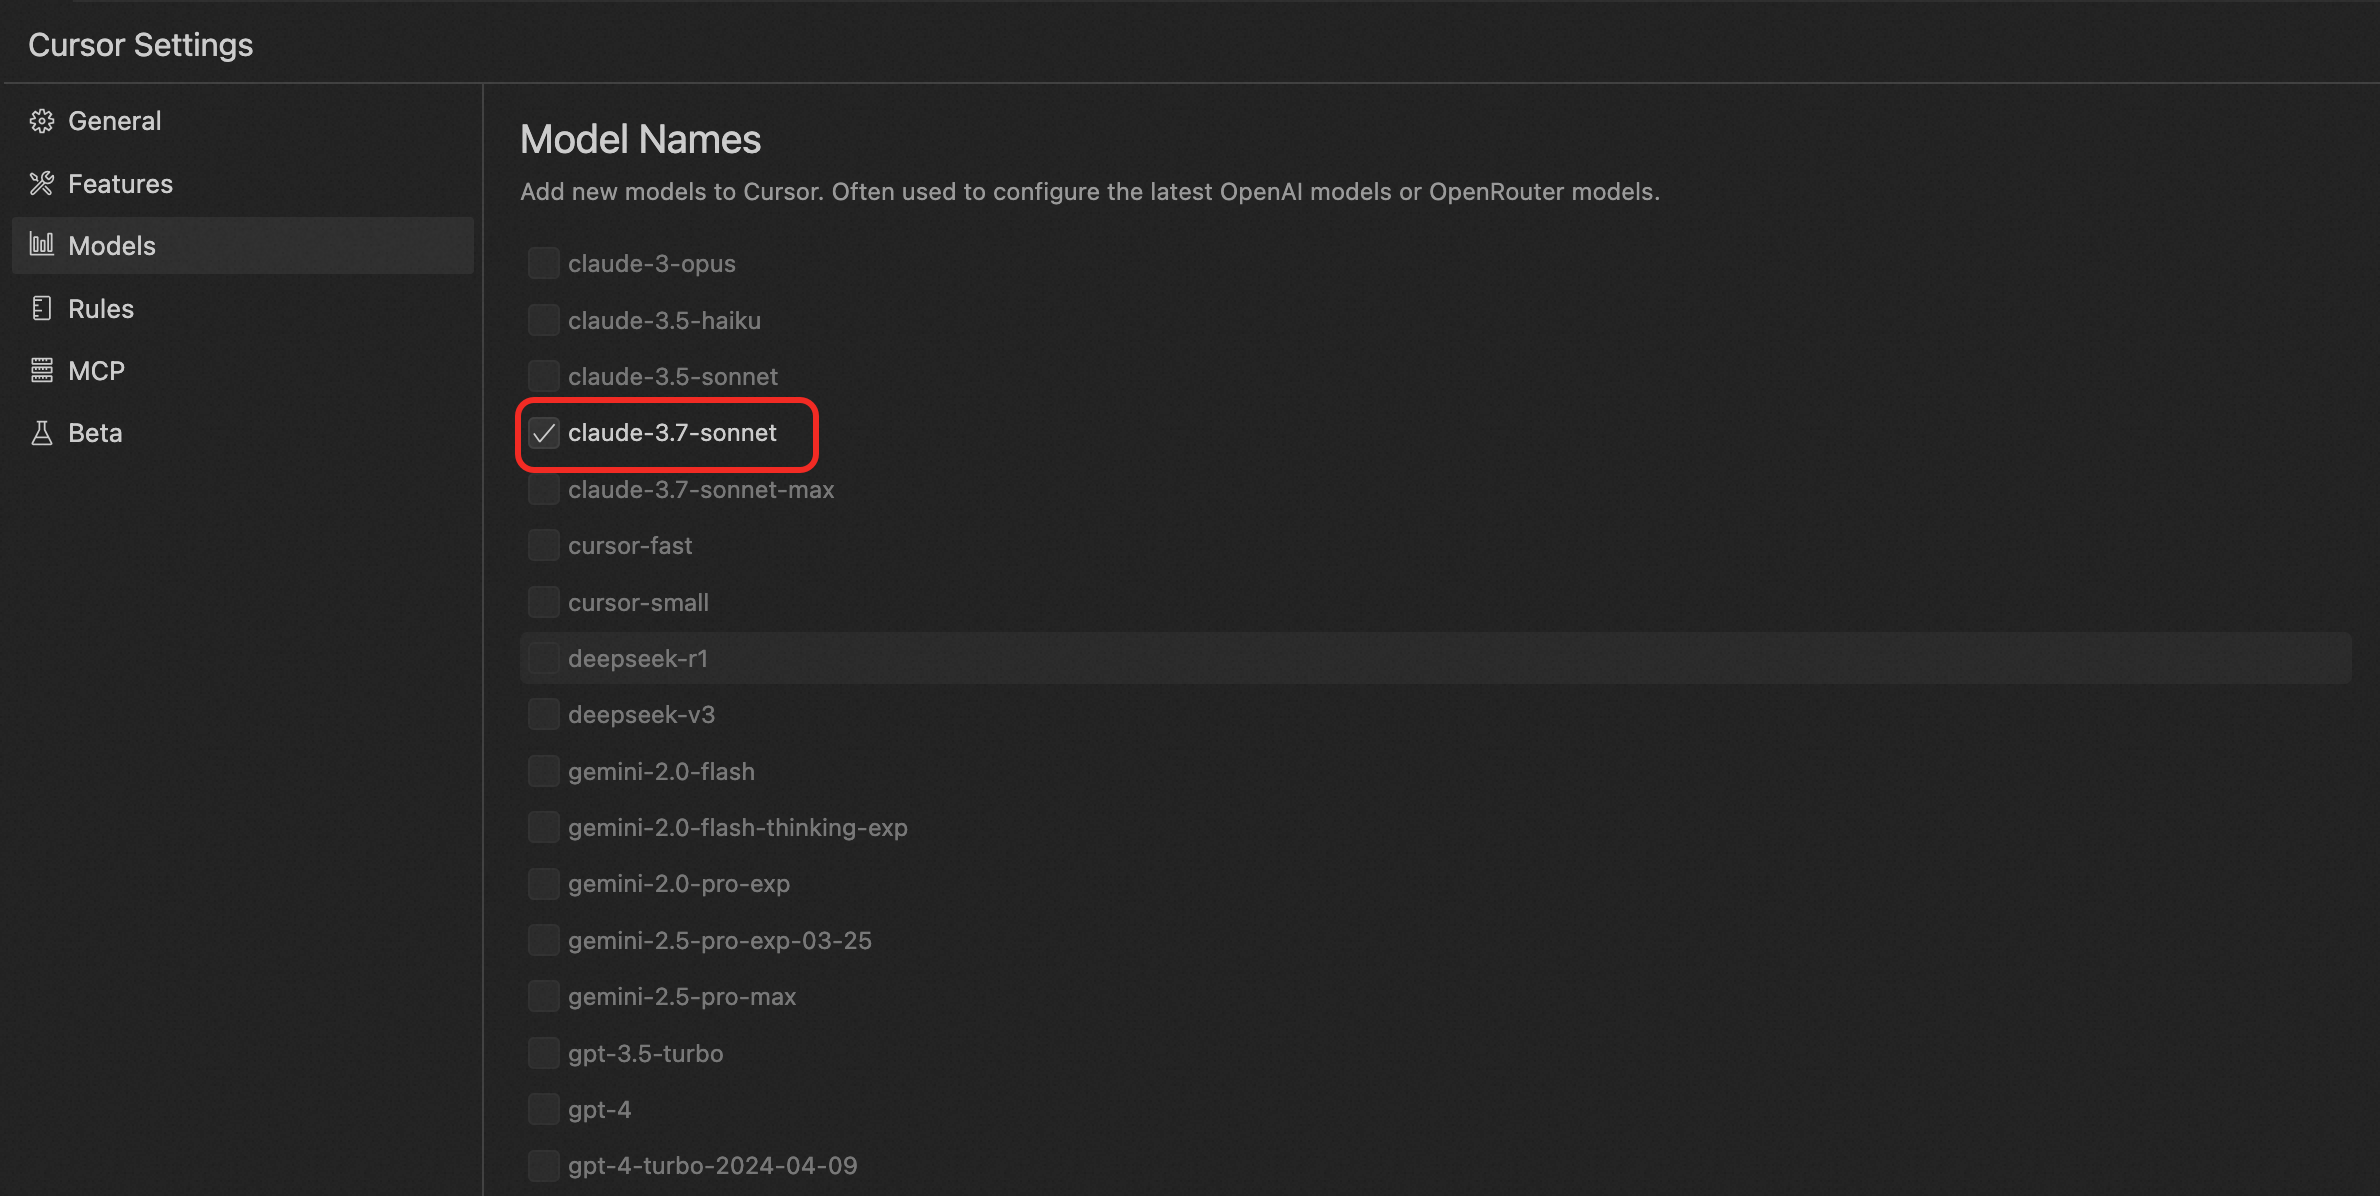 Cursor Settings
General
Features
Models
Rules
MCP
Beta
Model Names
Add new models to Cursor. Often used to configure the latest OpenAI models or OpenRouter models.
claude-3-opus
claude-3.5-haiku
claude-3.5-sonnet
claude-3.7-sonnet
claude-3.7-sonnet-max
cursor-fast
cursor-small
deepseek-r1
deepseek-v3
gemini-2.0-flash
gemini-2.0-flash-thinking-exp
gemini-2.0-pro-exp
gemini-2.5-pro-exp-03-25
gemini-2.5-pro-max
gpt-3.5-turbo
gpt-4
gpt-4-turbo-2024-04-09